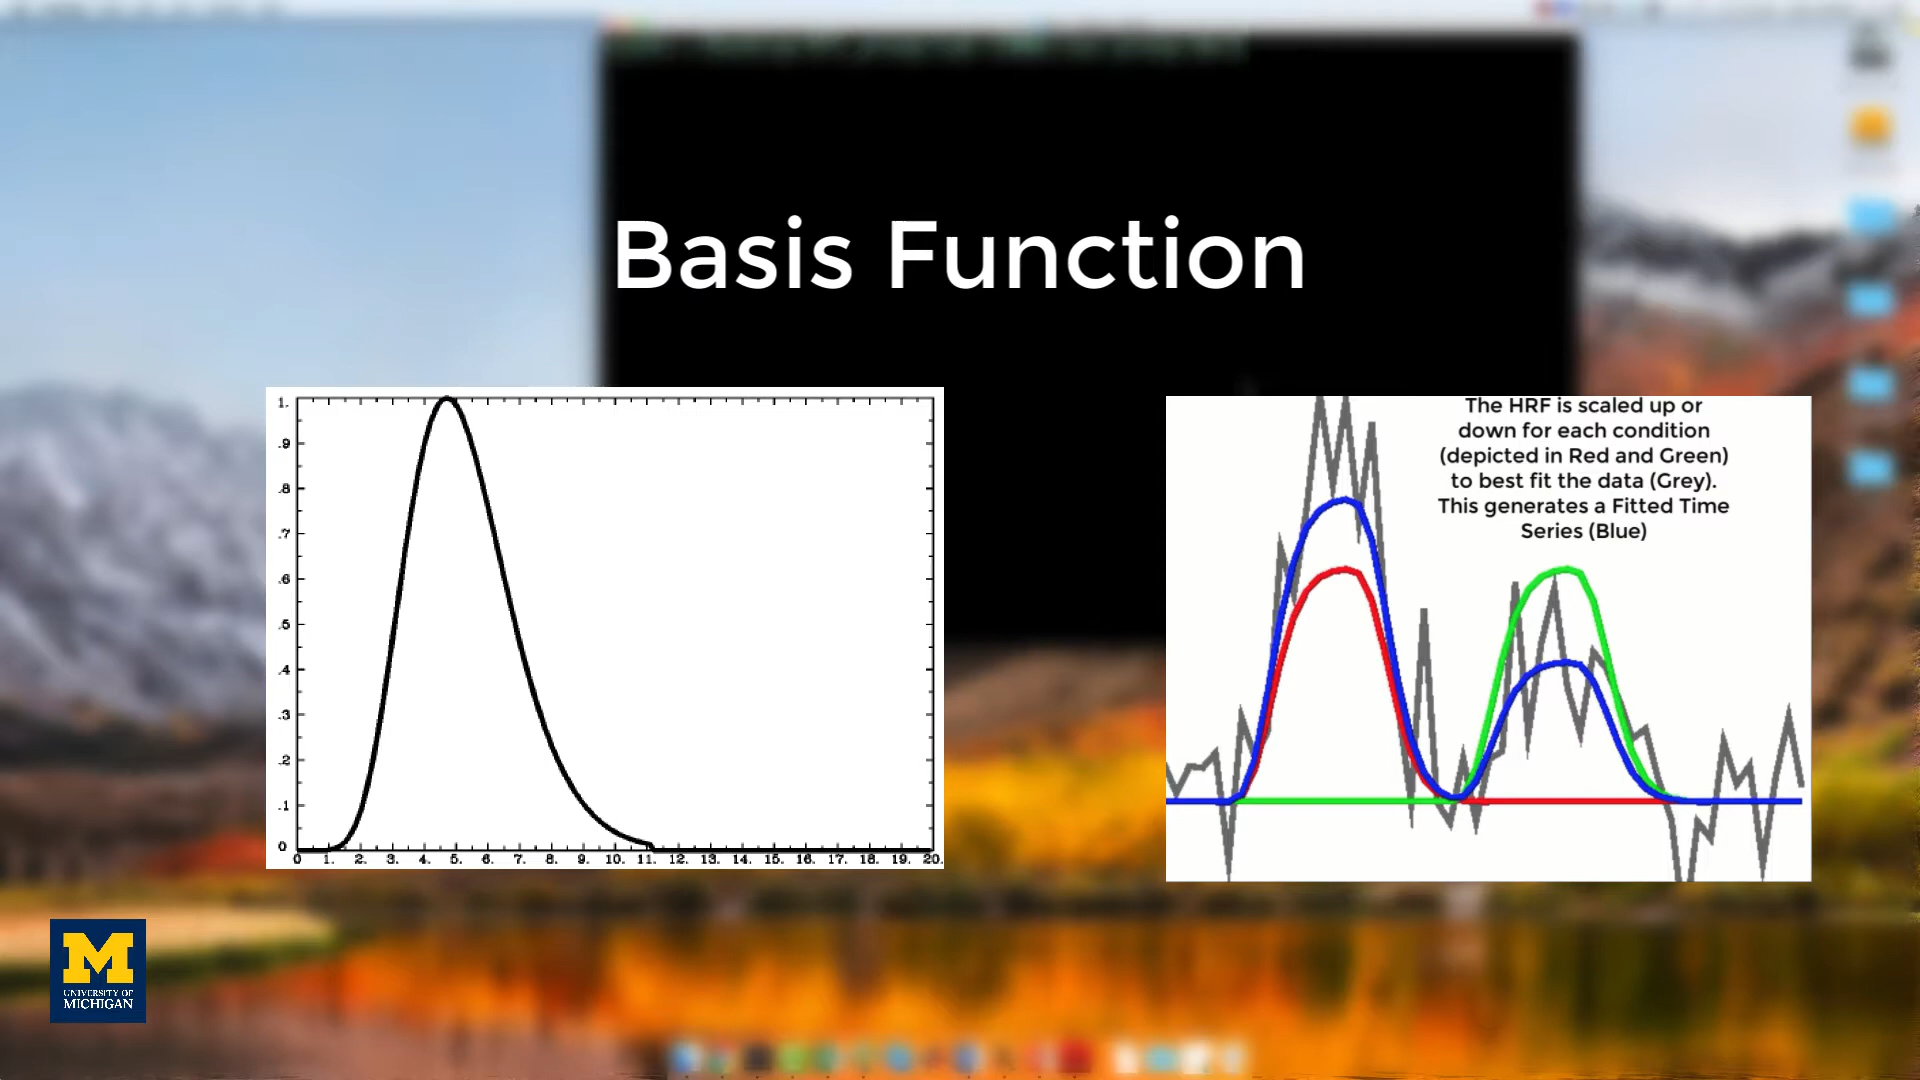 Basis Function
1.
.9
.8
.7
.6
.5
.4
.3
.2
.1
0
0 1. 2. 3. 4. 5. 6. 7. 8. 9. 10. 11. 12. 13. 14. 15. 16. 17. 18. 19. 20.
The HRF is scaled up or
down for each condition
(depicted in Red and Green)
to best fit the data (Grey).
This generates a Fitted Time
Series (Blue)
M
UNIVERSITY OF
MICHIGAN